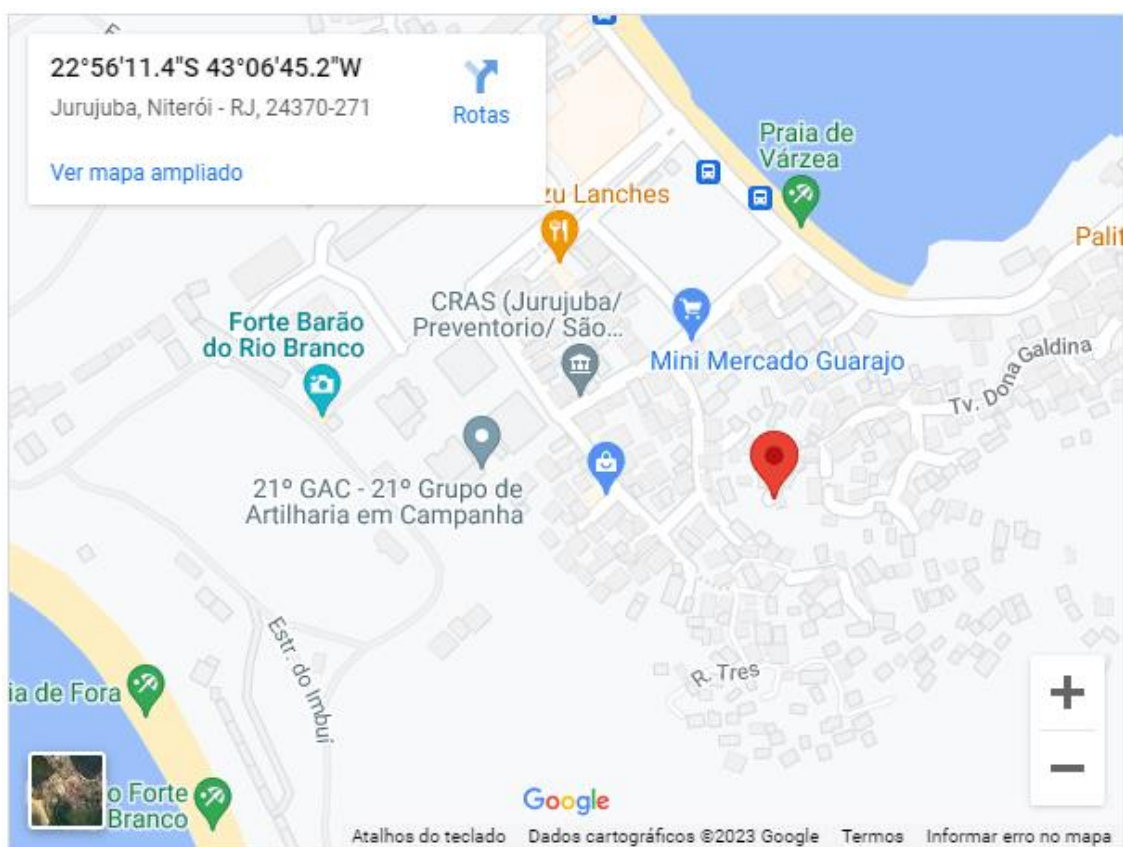 22°56'11.4"S 43°06'45.2"W
Jurujuba, Niterói - RJ, 24370-271
Rotas
Ver mapa ampliado
Praia de
Várzea
zu Lanches
Palit
CRAS (Jurujuba/
Preventorio/ São...
Forte Barão
do Rio Branco
Mini Mercado Guarajo
Tv. Dona Galdina
21º GAC - 21º Grupo de
Artilharia em Campanha
Estr. do Imbuí
R. Tres
ia de Fora
o Forte
Branco
Google
Atalhos do teclado Dados cartográficos ©2023 Google Termos Informar erro no mapa